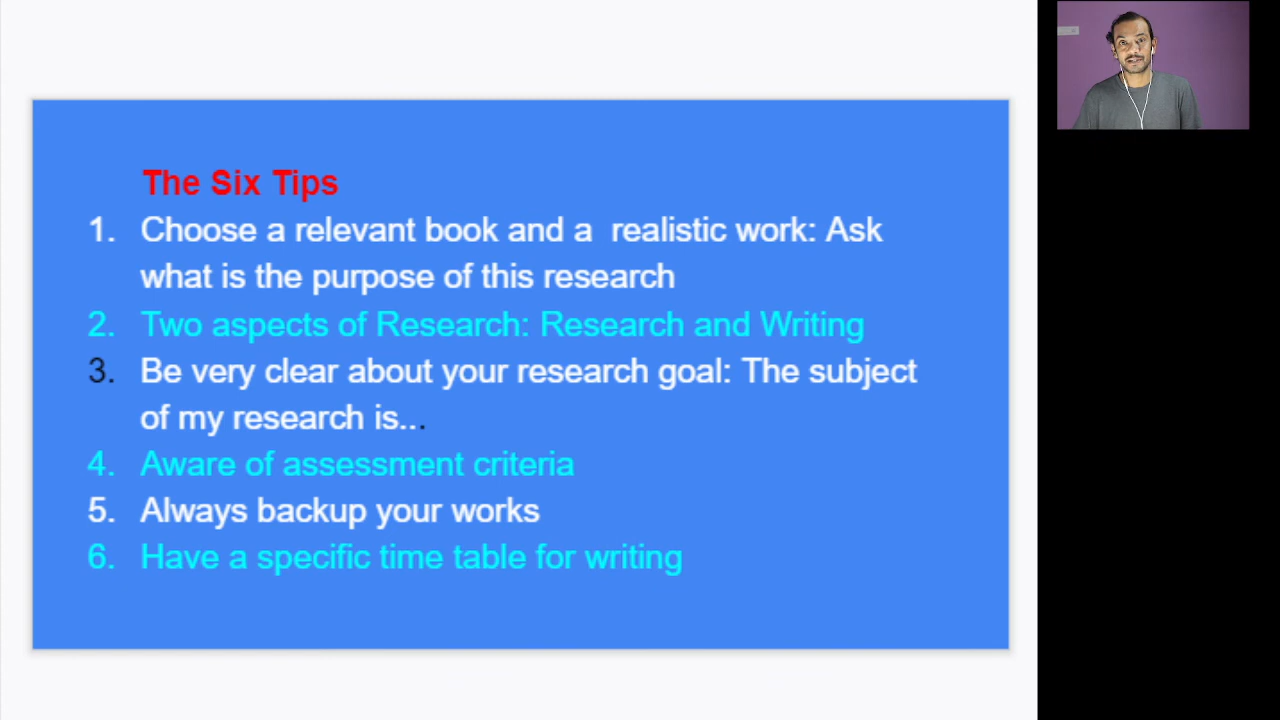 The Six Tips
1. Choose a relevant book and a realistic work: Ask
what is the purpose of this research
2. Two aspects of Research: Research and Writing
3. Be very clear about your research goal: The subject
of my research is...
4. Aware of assessment criteria
5. Always backup your works
6. Have a specific time table for writing